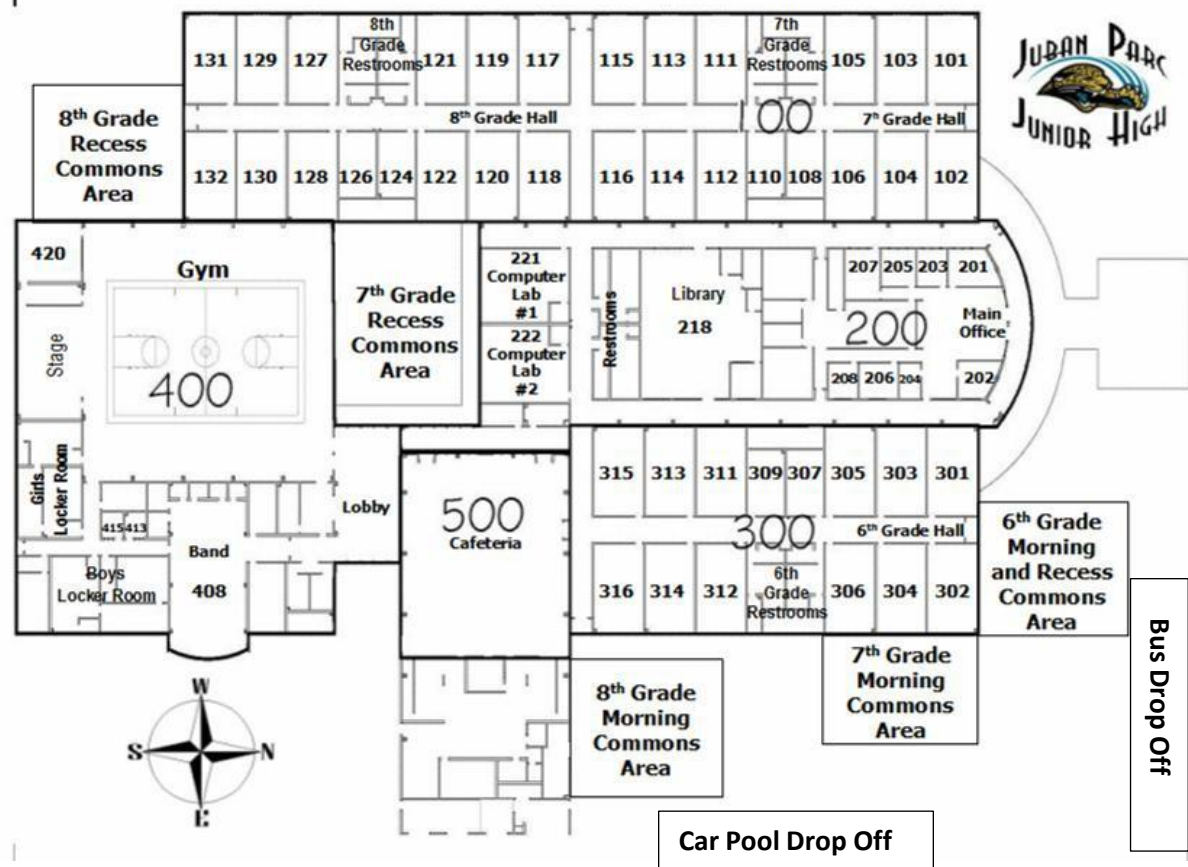 JUBAN PARC
JUNIOR HIGH
8th
Grade
Restrooms
7th
Grade
Restrooms
131 129 127 121 119 117 115 113 111 105 103 101
8th Grade Hall
100
7h Grade Hall
132 130 128 126 124 122 120 118 116 114 112 110 108 106 104 102
8th Grade
Recess
Commons
Area
420
Gym
Stage
400
7th Grade
Recess
Commons
Area
221
Computer
Lab
#1
222
Computer
Lab
#2
Restrooms
Library
218
207 205 203 201
200
Main
Office
208 206 204 202
Girls
Locker Room
415 413
Boys
Locker Room
Band
408
Lobby
500
Cafeteria
315 313 311 309 307 305 303 301
300
6th Grade Hall
316 314 312 306 304 302
6th
Grade
Restrooms
6th Grade
Morning
and Recess
Commons
Area
7th Grade
Morning
Commons
Area
8th Grade
Morning
Commons
Area
Bus Drop Off
Car Pool Drop Off
W
S N
E